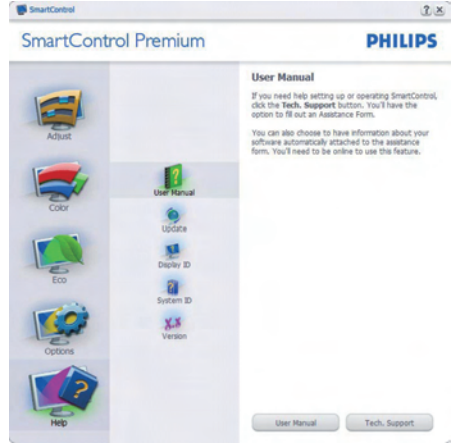 SmartControl
SmartControl Premium
PHILIPS
Adjust
Color
Eco
Options
Help
User Manual
Update
Display ID
System ID
Version
User Manual
If you need help setting up or operating SmartControl,
click the Tech. Support button. You'll have the
option to fill out an Assistance Form.
You can also choose to have information about your
software automatically attached to the assistance
form. You'll need to be online to use this feature.
User Manual
Tech. Support